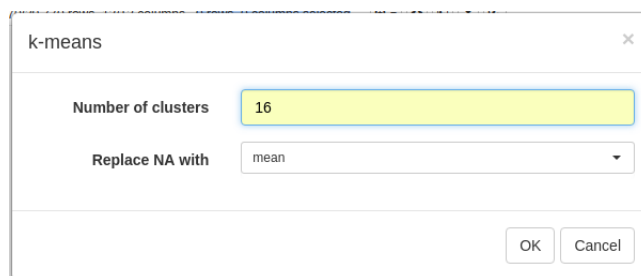 k-means ×
Number of clusters 16
Replace NA with mean
OK Cancel